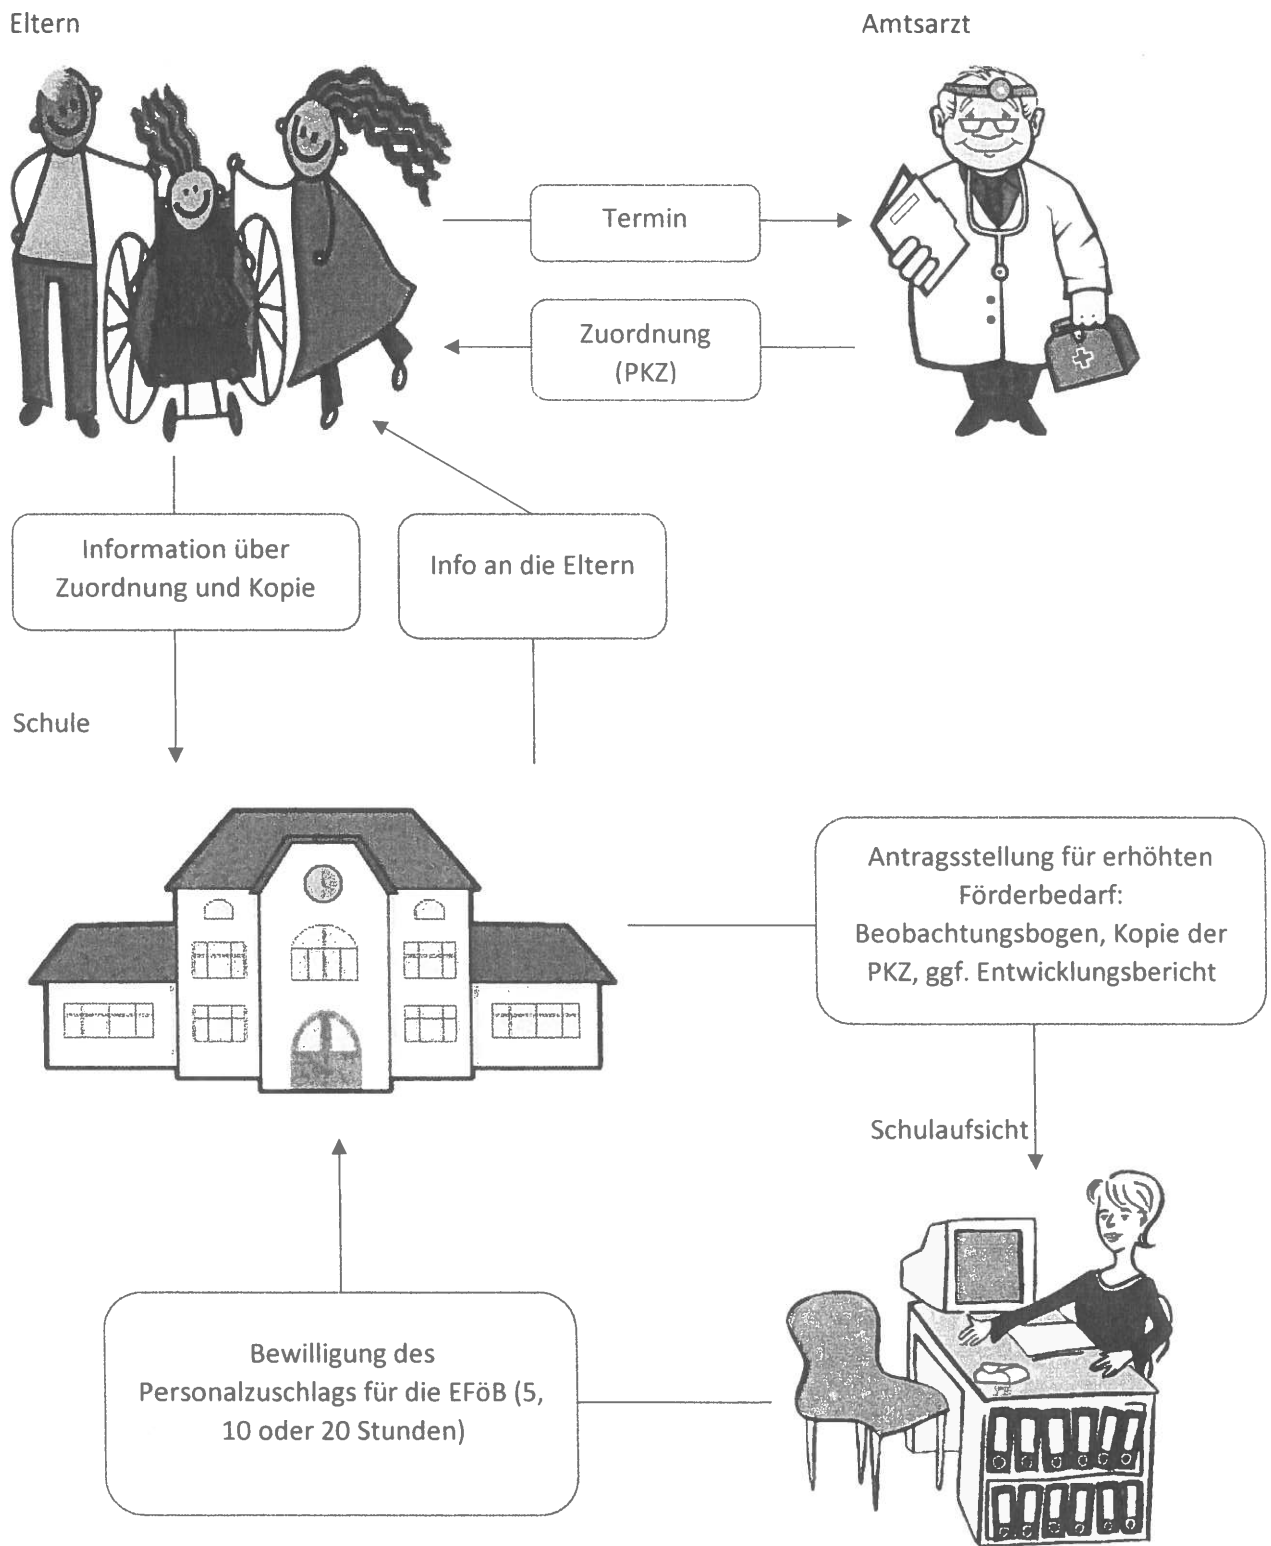 Eltern
Amtsarzt
Termin
Zuordnung
(PKZ)
Information über
Zuordnung und Kopie
Info an die Eltern
Schule
Antragsstellung für erhöhten
Förderbedarf:
Beobachtungsbogen, Kopie der
PKZ, ggf. Entwicklungsbericht
Schulaufsicht
Bewilligung des
Personalzuschlags für die EFöB (5,
10 oder 20 Stunden)